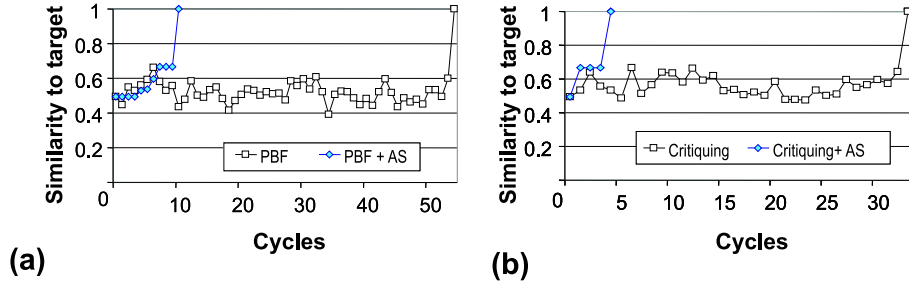 Similarity to target
1
0.8
0.6
0.4
0.2
0
PBF
PBF + AS
0
10
20
30
40
50
Cycles
(a)
Similarity to target
1
0.8
0.6
0.4
0.2
0
Critiquing
Critiquing+ AS
5
10
15
20
25
30
Cycles
(b)